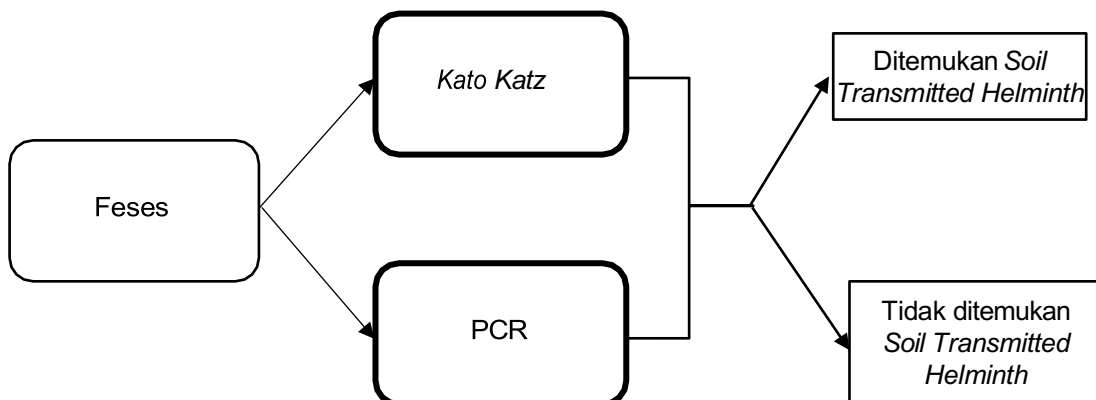 Feses
Kato Katz
PCR
Ditemukan Soil
Transmitted Helminth
Tidak ditemukan
Soil Transmitted
Helminth